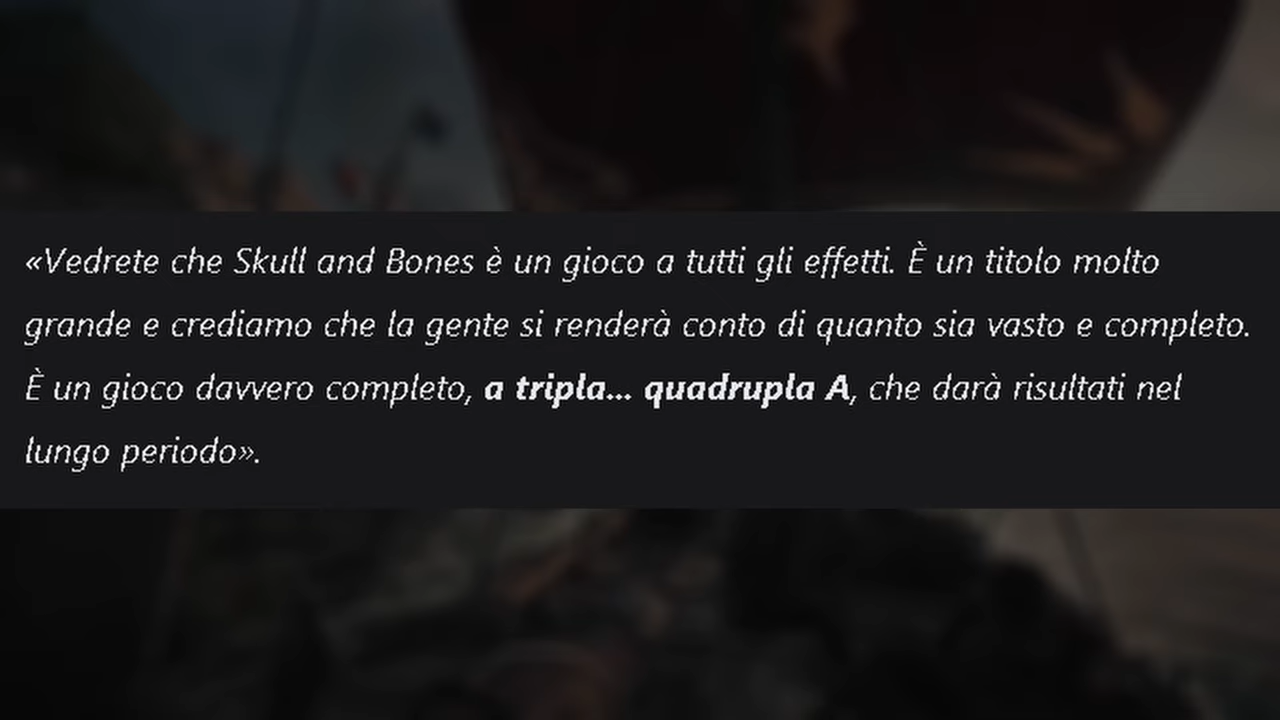 «Vedrete che Skull and Bones è un gioco a tutti gli effetti. È un titolo molto
grande e crediamo che la gente si renderà conto di quanto sia vasto e completo.
È un gioco davvero completo, a tripla... quadrupla A, che darà risultati nel
lungo periodo».